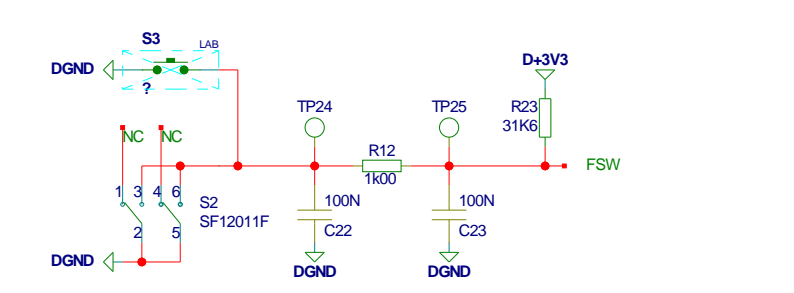 S3
LAB
DGND
?
D+3V3
TP24
TP25
R23
31K6
NC
NC
R12
1k00
FSW
1
3
4
6
S2
SF12011F
2
5
100N
C22
100N
C23
DGND
DGND
DGND